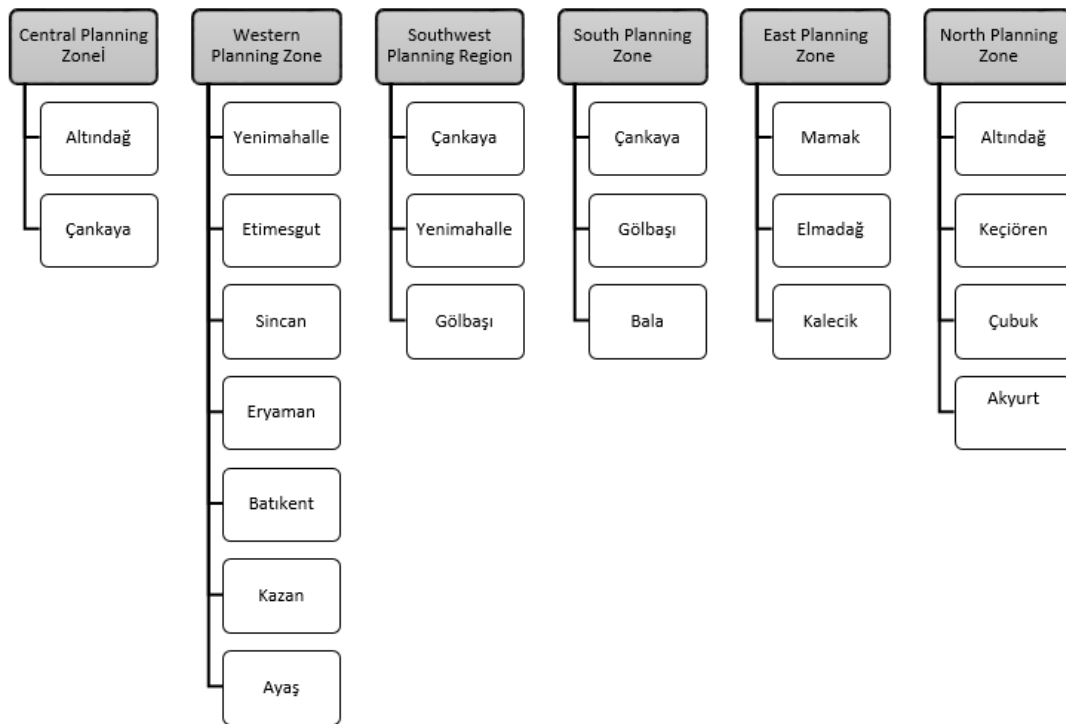 Central Planning
Zoneİ
Altındağ
Çankaya
Western
Planning Zone
Yenimahalle
Etimesgut
Sincan
Eryaman
Batıkent
Kazan
Ayaş
Southwest
Planning Region
Çankaya
Yenimahalle
Gölbaşı
South Planning
Zone
Çankaya
Gölbaşı
Bala
East Planning
Zone
Mamak
Elmadağ
Kalecik
North Planning
Zone
Altındağ
Keçiören
Çubuk
Akyurt